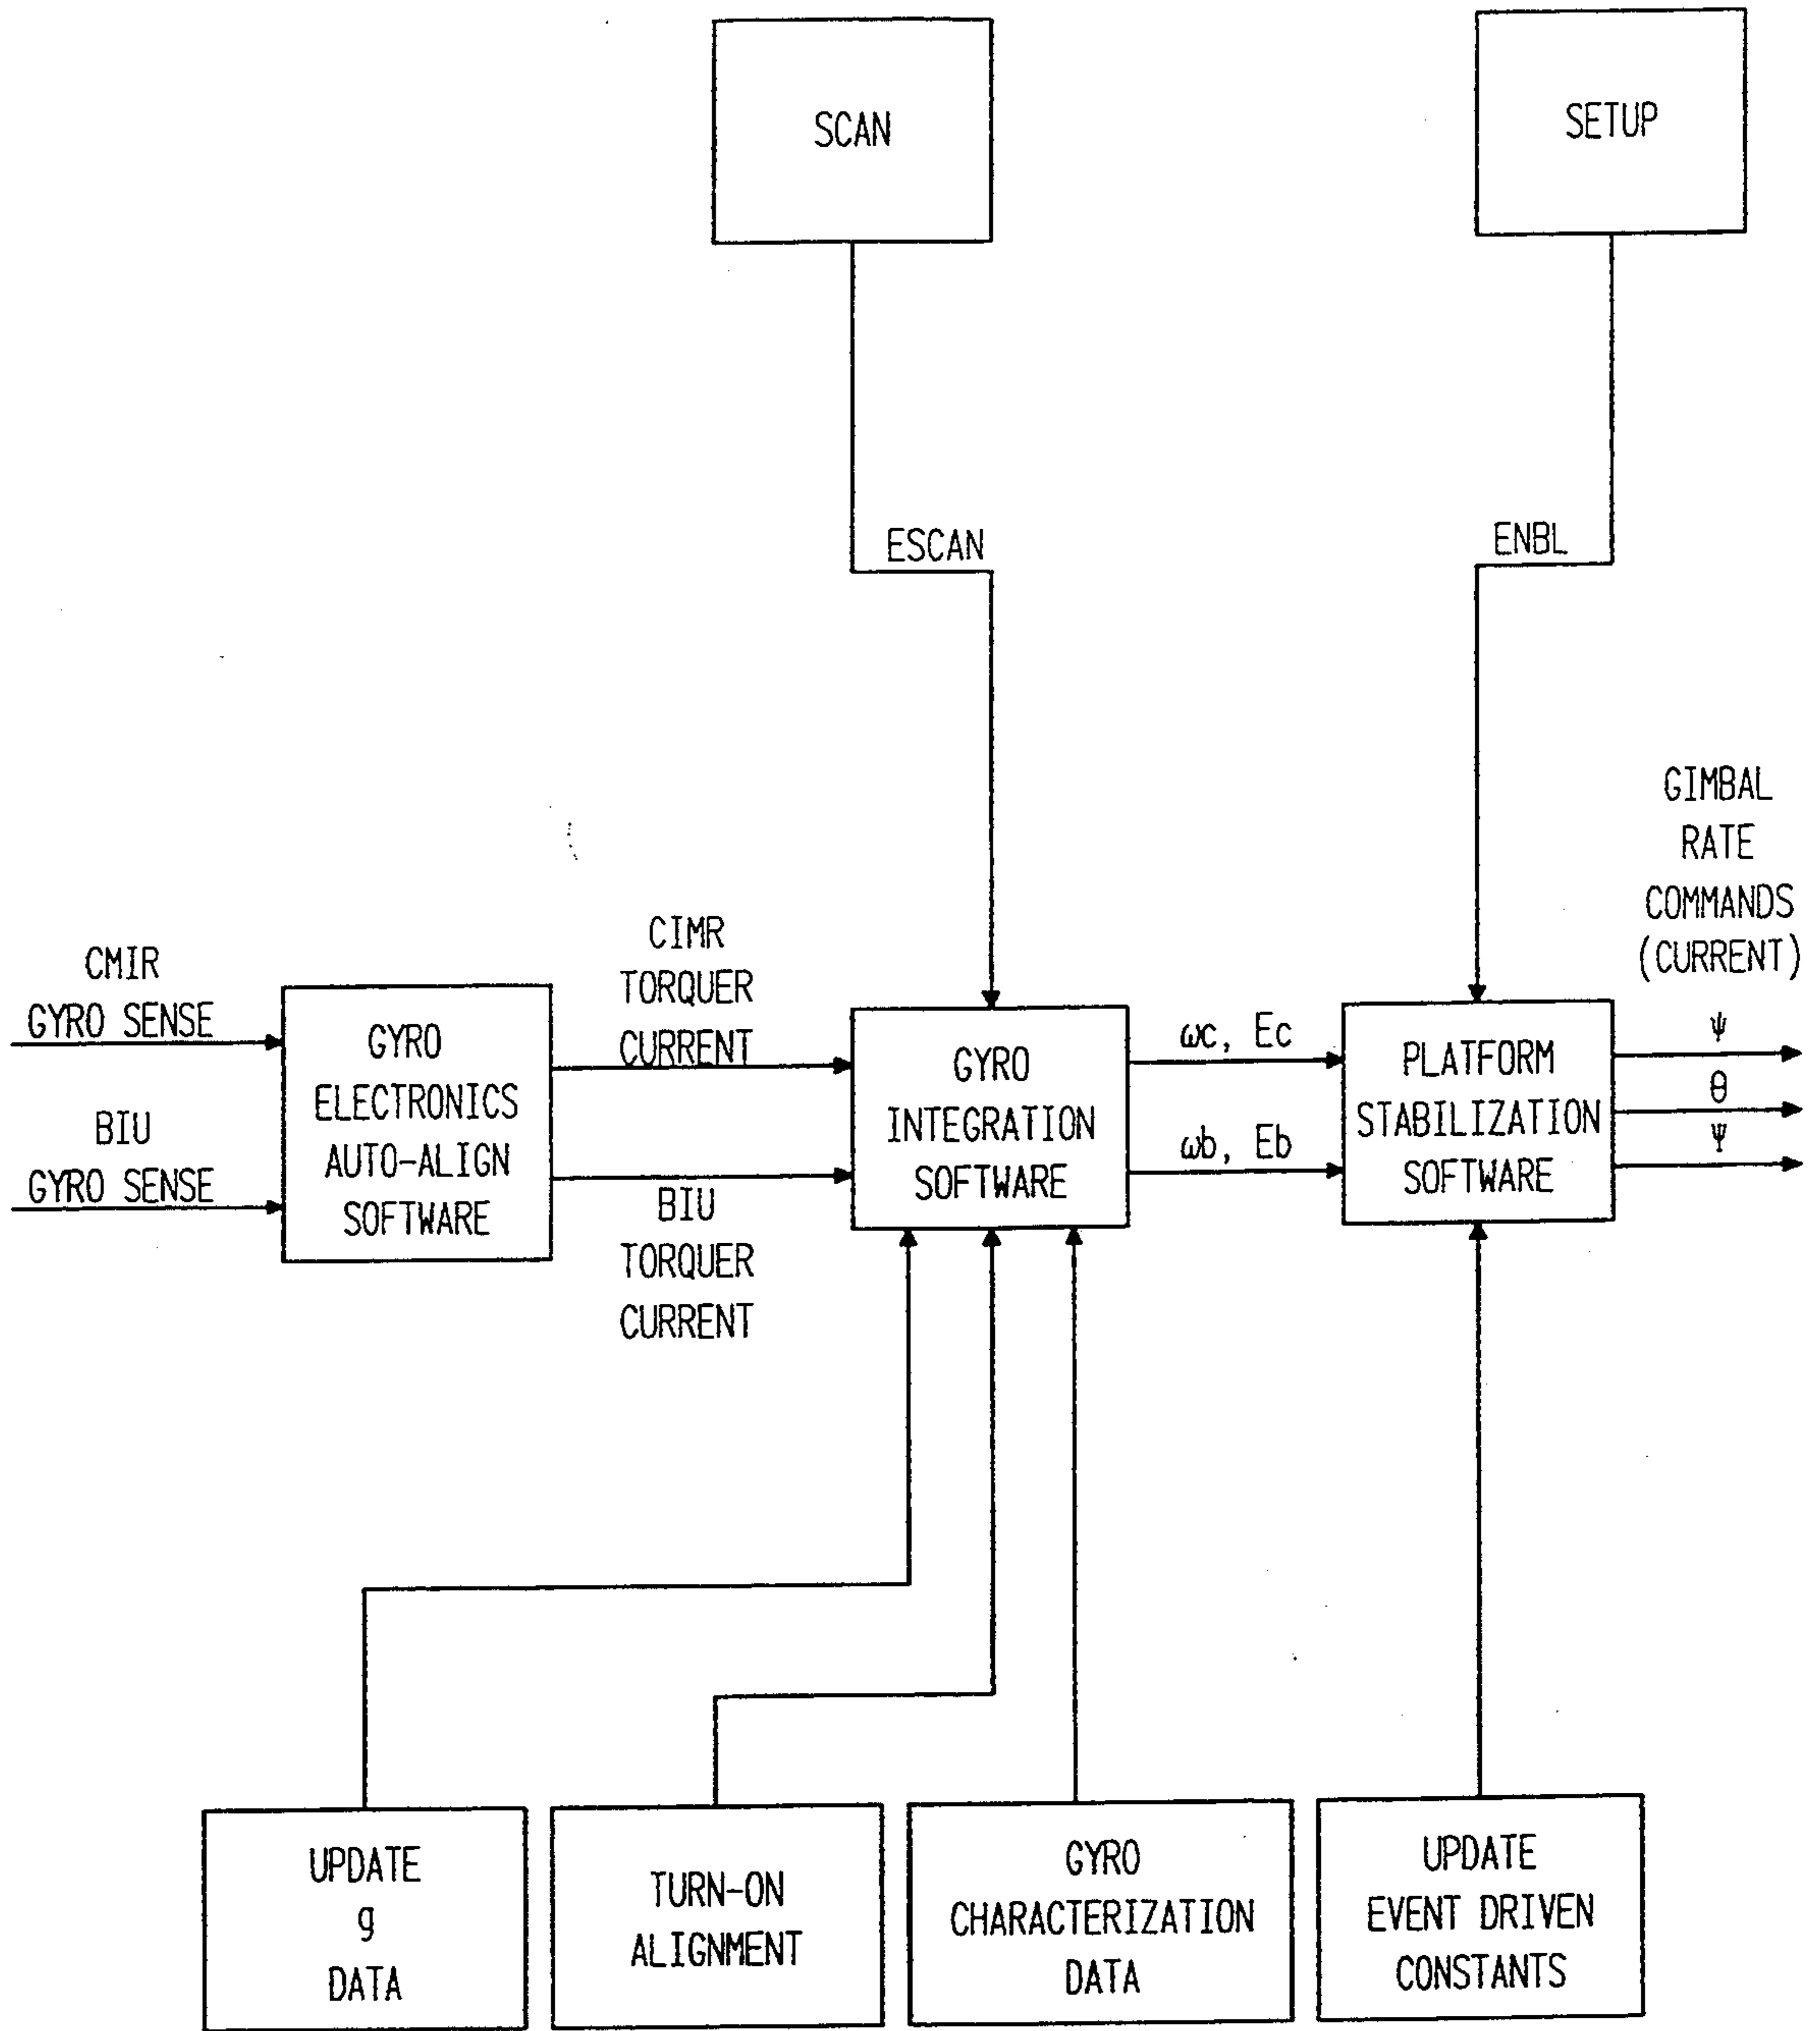 SCAN
SETUP
ESCAN
ENBL
GIMBAL
RATE
COMMANDS
(CURRENT)
CMIR
GYRO SENSE
BIU
GYRO SENSE
GYRO
ELECTRONICS
AUTO-ALIGN
SOFTWARE
CIMR
TORQUER
CURRENT
BIU
TORQUER
CURRENT
GYRO
INTEGRATION
SOFTWARE
ωc, Ec
ωb, Eb
PLATFORM
STABILIZATION
SOFTWARE
ψ
θ
Ψ
UPDATE
g
DATA
TURN-ON
ALIGNMENT
GYRO
CHARACTERIZATION
DATA
UPDATE
EVENT DRIVEN
CONSTANTS